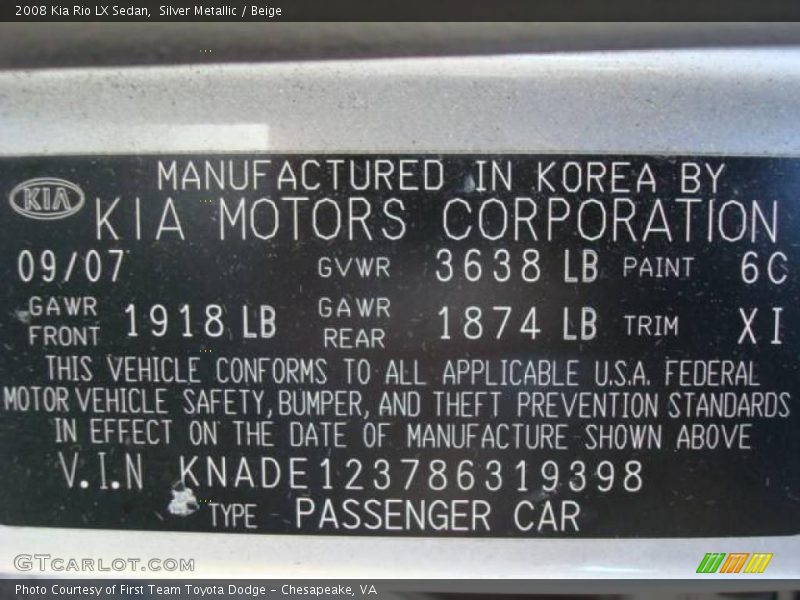 2008 Kia Rio LX Sedan, Silver Metallic / Beige
MANUFACTURED IN KOREA BY
KIA KIA MOTORS CORPORATION
09/07 GVWR 3638 LB PAINT 6C
GAWR FRONT 1918 LB GAWR REAR 1874 LB TRIM XI
THIS VEHICLE CONFORMS TO ALL APPLICABLE U.S.A. FEDERAL
MOTOR VEHICLE SAFETY, BUMPER, AND THEFT PREVENTION STANDARDS
IN EFFECT ON THE DATE OF MANUFACTURE SHOWN ABOVE
V.I.N KNADE123786319398
TYPE PASSENGER CAR
GTCARLOT.COM
Photo Courtesy of First Team Toyota Dodge - Chesapeake, VA